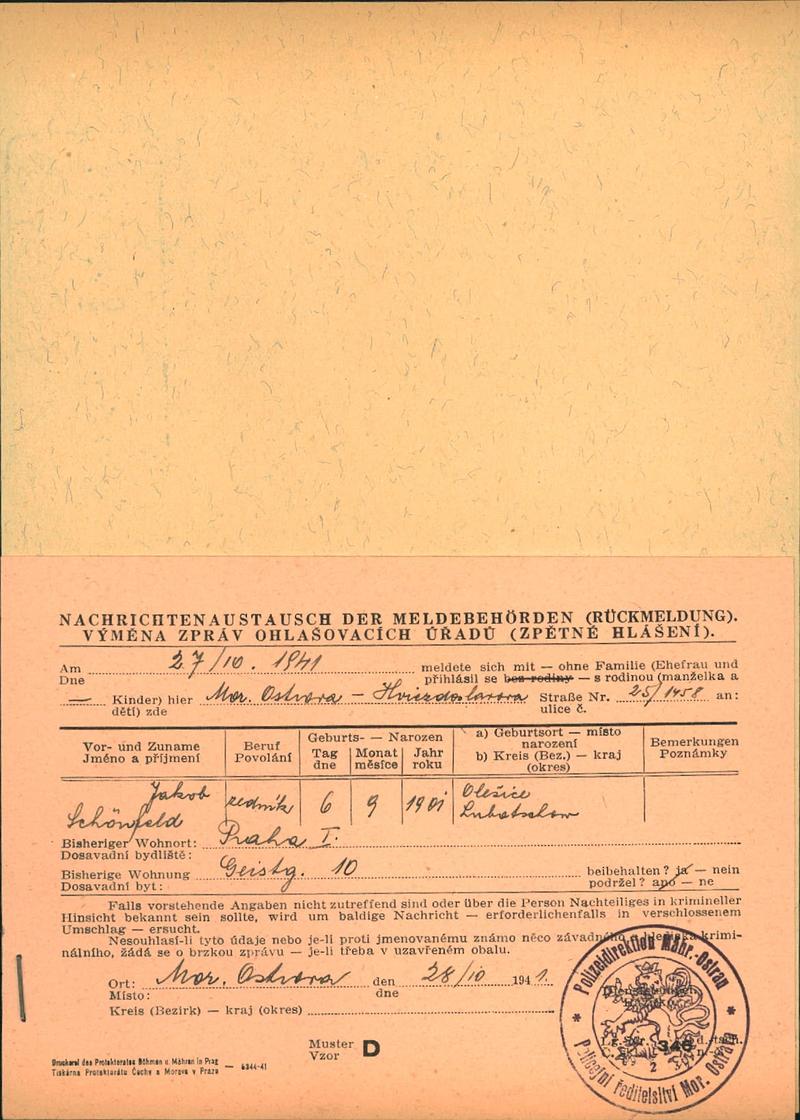 NACHRICHTENAUSTAUSCH DER MELDEBEHÖRDEN (RÜCKMELDUNG).
VÝMĚNA ZPRÁV OHLAŠOVACÍCH ÚŘADŮ (ZPĚTNÉ HLÁŠENÍ).
Am 27/10. 1941 meldete sich mit — ohne Familie (Ehefrau und
Dne přihlásil se bez rodiny — s rodinou (manželka a
— Kinder) hier Mor. Ostrava – Hviezdoslavova Straße Nr. 25/1458 an:
dětí) zde ulice č.
Vor- und Zuname
Jméno a příjmení
Beruf
Povolání
Geburts- — Narozen
Tag
dne
Monat
měsíce
Jahr
roku
a) Geburtsort — místo
narození
b) Kreis (Bez.) — kraj
(okres)
Bemerkungen
Poznámky
Jakob
Schönfeld
zedník
6
9
1901
Olešice
Bisheriger Wohnort: Praha I.
Dosavadní bydliště:
Bisherige Wohnung Geistg. 10 beibehalten? ja — nein
Dosavadní byt: podržel? ano — ne
Falls vorstehende Angaben nicht zutreffend sind oder über die Person Nachteiliges in krimineller
Hinsicht bekannt sein sollte, wird um baldige Nachricht — erforderlichenfalls in verschlossenem
Umschlag — ersucht.
Nesouhlasí-li tyto údaje nebo je-li proti jmenovanému známo něco závadného s hlediska krimi-
nálního, žádá se o brzkou zprávu — je-li třeba v uzavřeném obalu.
Ort: Mor. Ostrava den 28/10 1941.
Místo: dne
Kreis (Bezirk) — kraj (okres)
Polizeidirektion Mähr.-Ostrau
346
2
Policejní ředitelství Mor. Ostrava
Muster D
Vzor
Druckerei des Protektorates Böhmen u. Mähren in Prag
Tiskárna Protektorátu Čechy a Morava v Praze — 6344-41